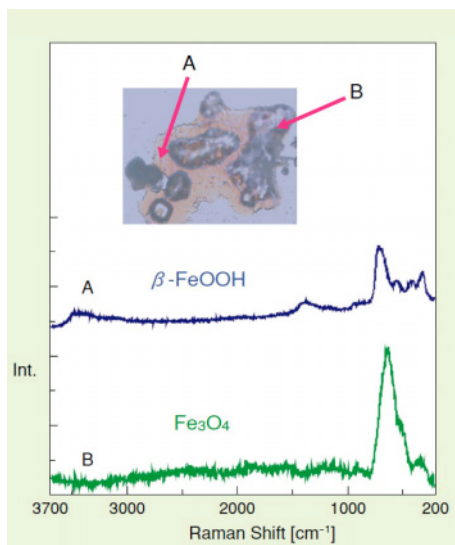 A
B
A
β-FeOOH
Int.
Fe₃O₄
B
3700 3000 2000 1000 200
Raman Shift [cm⁻¹]